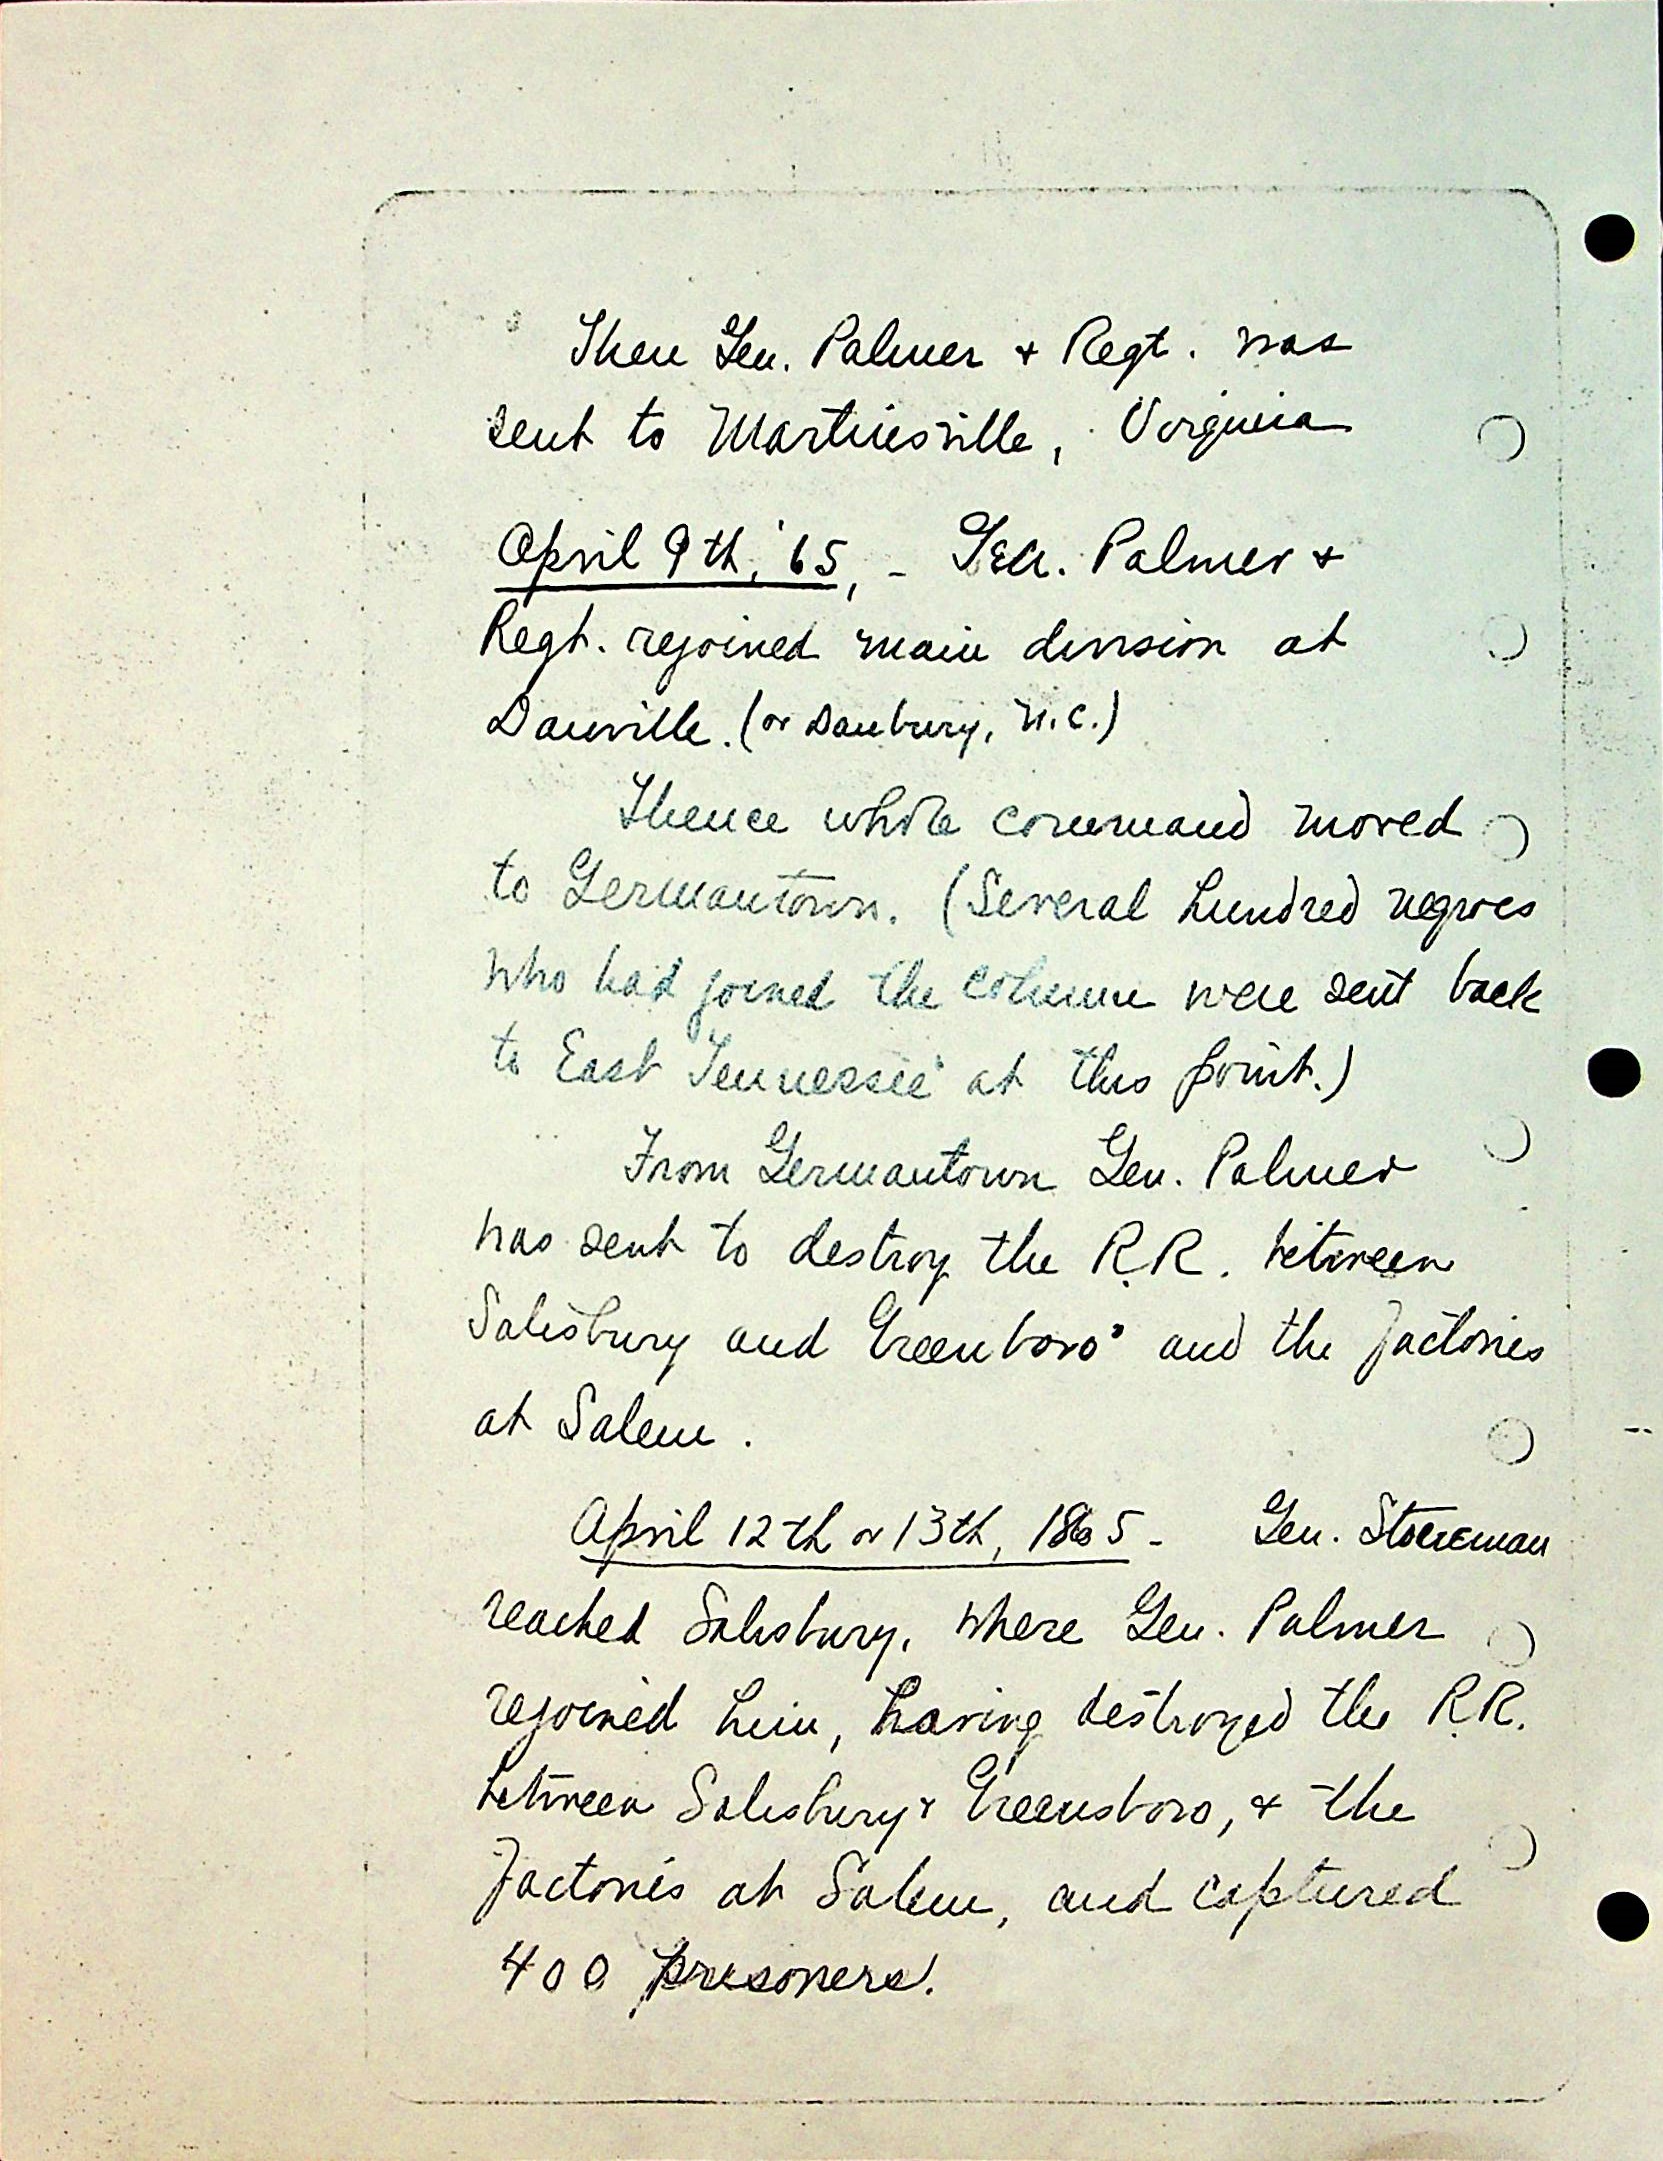 Then Gen. Palmer + Regt. was
sent to Martinsville, Virginia
April 9th, '65, - Gen. Palmer +
Regt. rejoined main division at
Danville. (or Danbury, N.C.)
Thence whole command moved
to Germantown. (Several hundred negroes
who had joined the column were sent back
to East Tennessee at this point.)
From Germantown Gen. Palmer
was sent to destroy the R.R. between
Salisbury and Greenboro' and the factories
at Salem.
April 12th or 13th, 1865 - Gen. Stoneman
reached Salisbury, where Gen. Palmer
rejoined him, having destroyed the R.R.
between Salisbury + Greensboro, + the
factories at Salem, and captured
400 prisoners.